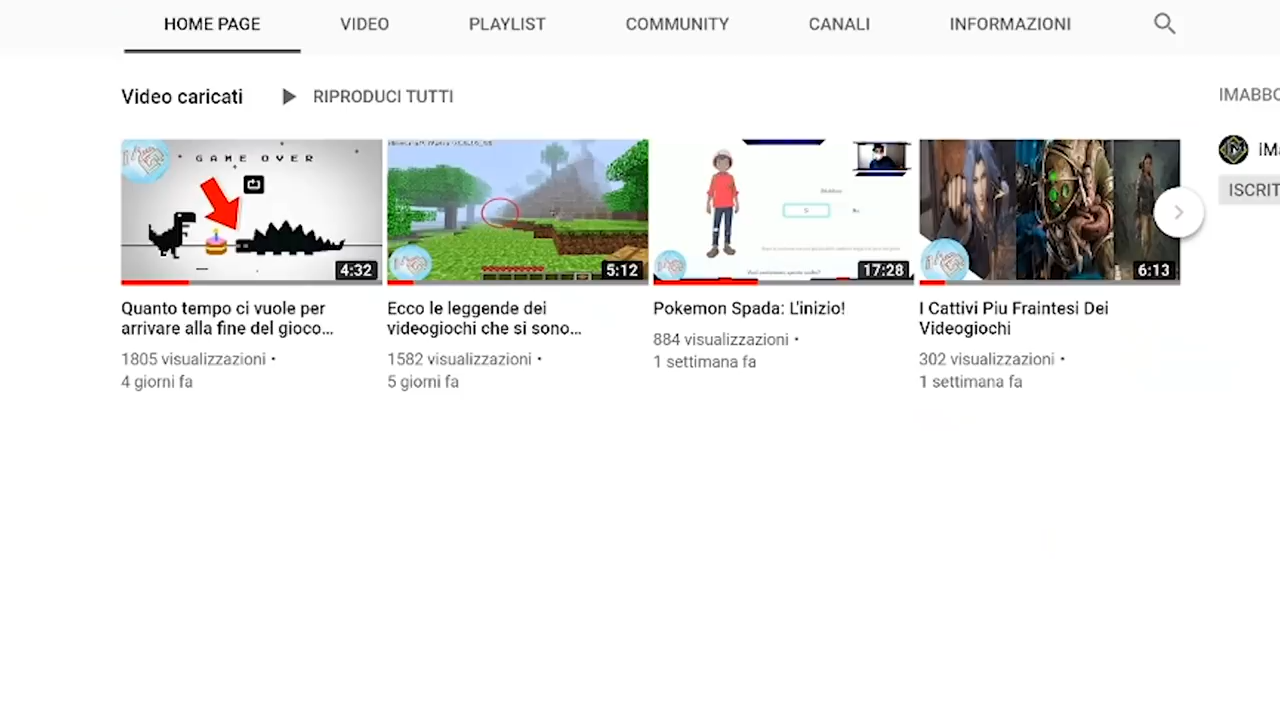 HOME PAGE VIDEO PLAYLIST COMMUNITY CANALI INFORMAZIONI
Video caricati RIPRODUCI TUTTI
IMABBO
GAME OVER
4:32
5:12
17:28
6:13
iMa
ISCRIT
Quanto tempo ci vuole per
arrivare alla fine del gioco...
1805 visualizzazioni •
4 giorni fa
Ecco le leggende dei
videogiochi che si sono...
1582 visualizzazioni •
5 giorni fa
Pokemon Spada: L'inizio!
884 visualizzazioni •
1 settimana fa
I Cattivi Piu Fraintesi Dei
Videogiochi
302 visualizzazioni •
1 settimana fa